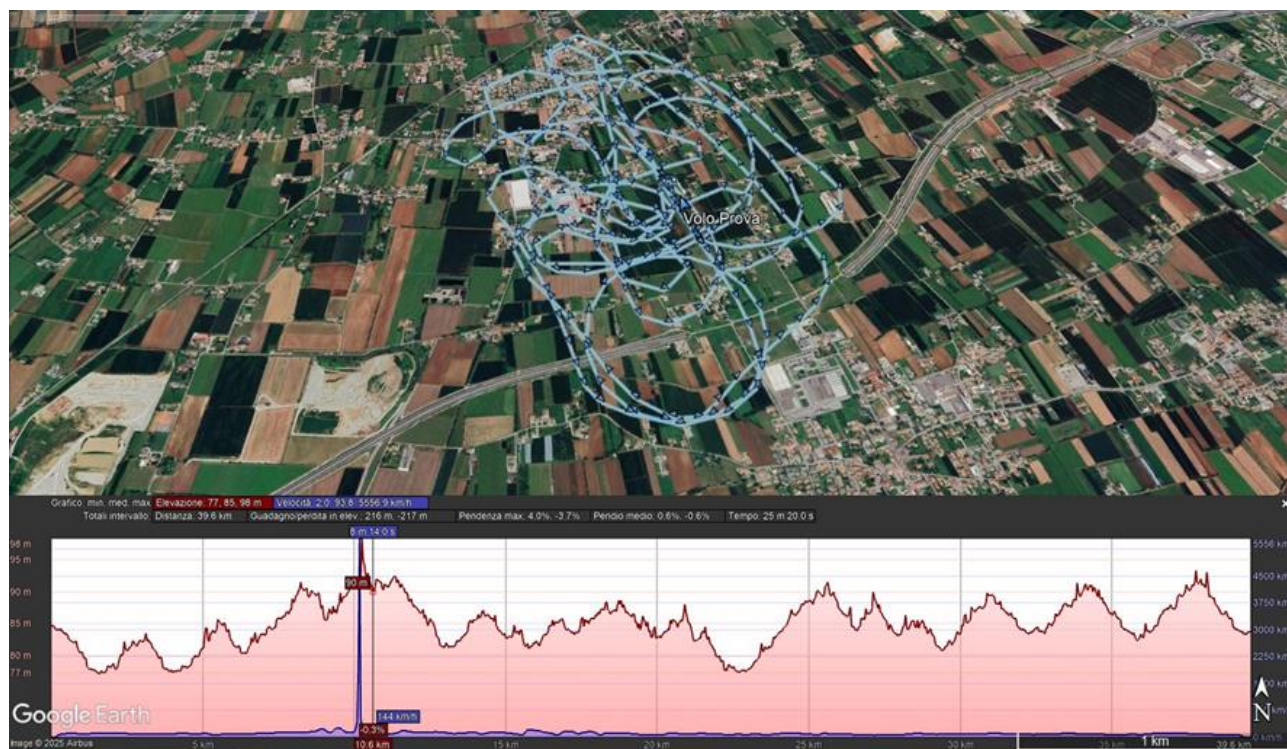 Volo Prova
Grafico: min. med. max. Elevazione: 77, 85, 98 m Velocità: 2.0, 93.8, 5556.9 km/h
Totali intervallo: Distanza: 39.6 km Guadagno/perdita in elev.: 216 m, -217 m Pendenza max: 4.0%, -3.7% Pendio medio: 0.6%, -0.6% Tempo: 25 m 20.0 s
8 m 14.0 s
98 m 5556 km
95 m
4500 km
90 m 90 m
3750 km
85 m 3000 km
80 m 2250 km
77 m
Google Earth
144 km/h
N
-0.3%
Image © 2025 Airbus 5 km 10.6 km 15 km 20 km 25 km 30 km 35 km 1 km 39.6 km